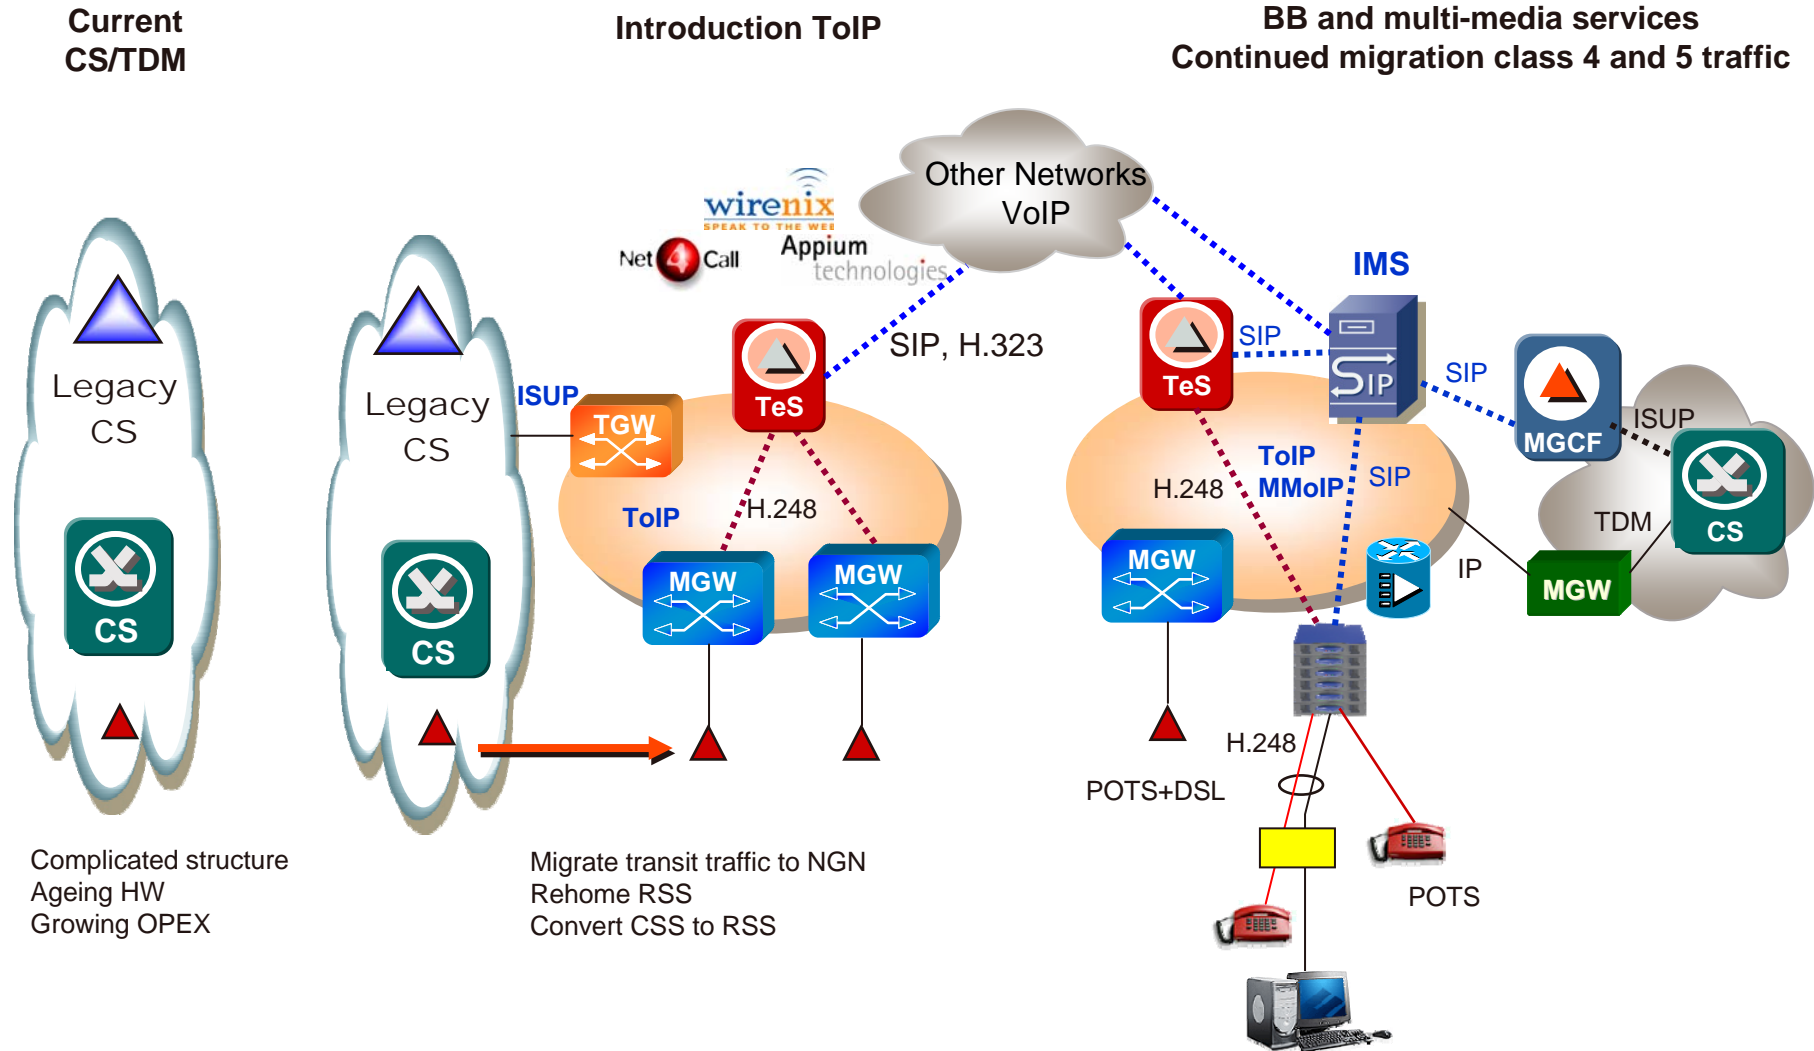 Current
CS/TDM
Introduction ToIP
BB and multi-media services
Continued migration class 4 and 5 traffic
Other Networks
VoIP
wirenix
SPEAK TO THE WEB
Net 4 Call
Appium
technologies
IMS
SIP, H.323
Legacy
CS
CS
Legacy
CS
CS
ISUP
TGW
TeS
ToIP
H.248
MGW
MGW
TeS
SIP
SIP
SIP
MGCF
ISUP
CS
ToIP
MMoIP
H.248
SIP
TDM
MGW
IP
MGW
H.248
POTS+DSL
POTS
Complicated structure
Ageing HW
Growing OPEX
Migrate transit traffic to NGN
Rehome RSS
Convert CSS to RSS